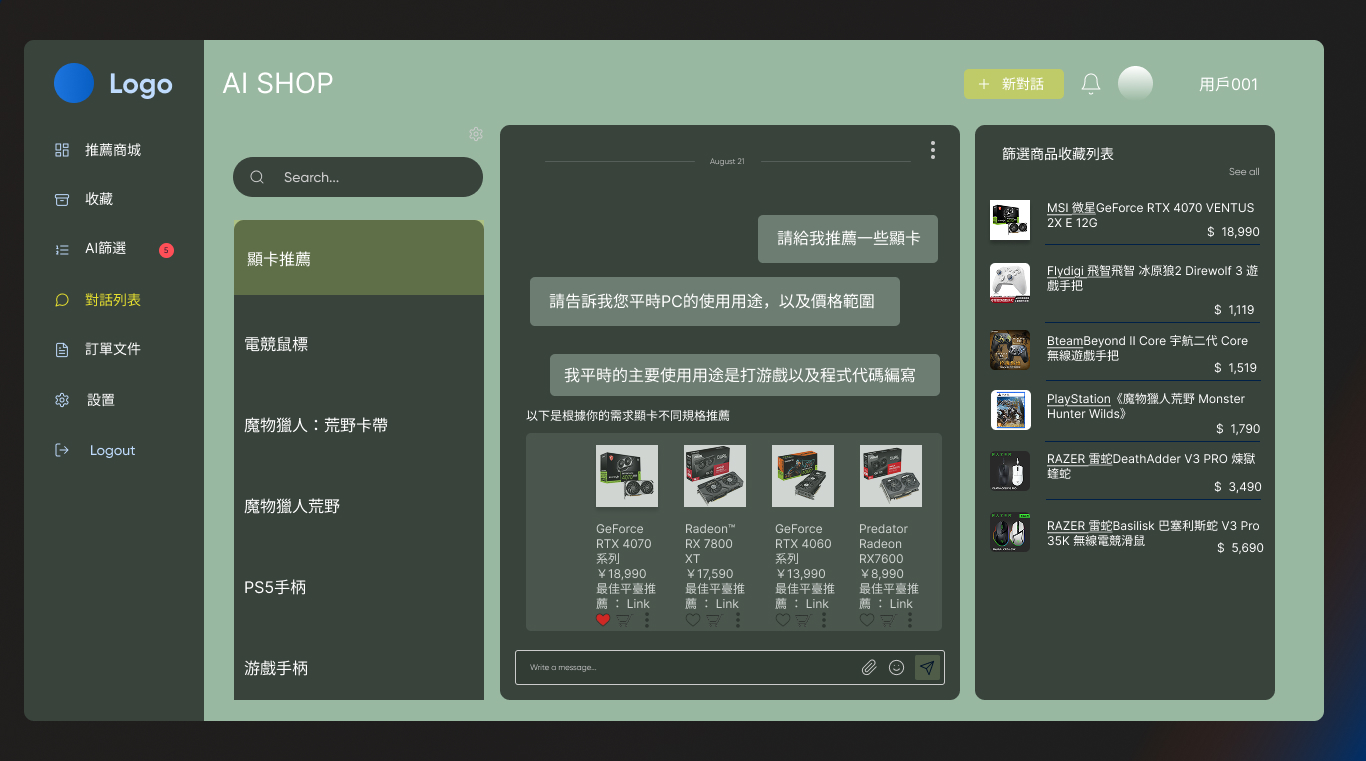 Logo
推薦商城
收藏
AI篩選
5
對話列表
訂單文件
設置
Logout
AI SHOP
+ 新對話
用戶001
Search...
顯卡推薦
電競鼠標
魔物獵人：荒野卡帶
魔物獵人荒野
PS5手柄
游戲手柄
August 21
請給我推薦一些顯卡
請告訴我您平時PC的使用用途，以及價格範圍
我平時的主要使用用途是打游戲以及程式代碼編寫
以下是根據你的需求顯卡不同規格推薦
GeForce
RTX 4070
系列
￥18,990
最佳平臺推
薦 ： Link
Radeon™
RX 7800
XT
￥17,590
最佳平臺推
薦 ： Link
GeForce
RTX 4060
系列
￥13,990
最佳平臺推
薦 ： Link
Predator
Radeon
RX7600
￥8,990
最佳平臺推
薦 ： Link
Write a message...
篩選商品收藏列表
See all
MSI 微星GeForce RTX 4070 VENTUS
2X E 12G
$ 18,990
Flydigi 飛智飛智 冰原狼2 Direwolf 3 遊
戲手把
$ 1,119
BteamBeyond II Core 宇航二代 Core
無線遊戲手把
$ 1,519
PlayStation《魔物獵人荒野 Monster
Hunter Wilds》
$ 1,790
RAZER 雷蛇DeathAdder V3 PRO 煉獄
蝰蛇
$ 3,490
RAZER 雷蛇Basilisk 巴塞利斯蛇 V3 Pro
35K 無線電競滑鼠
$ 5,690